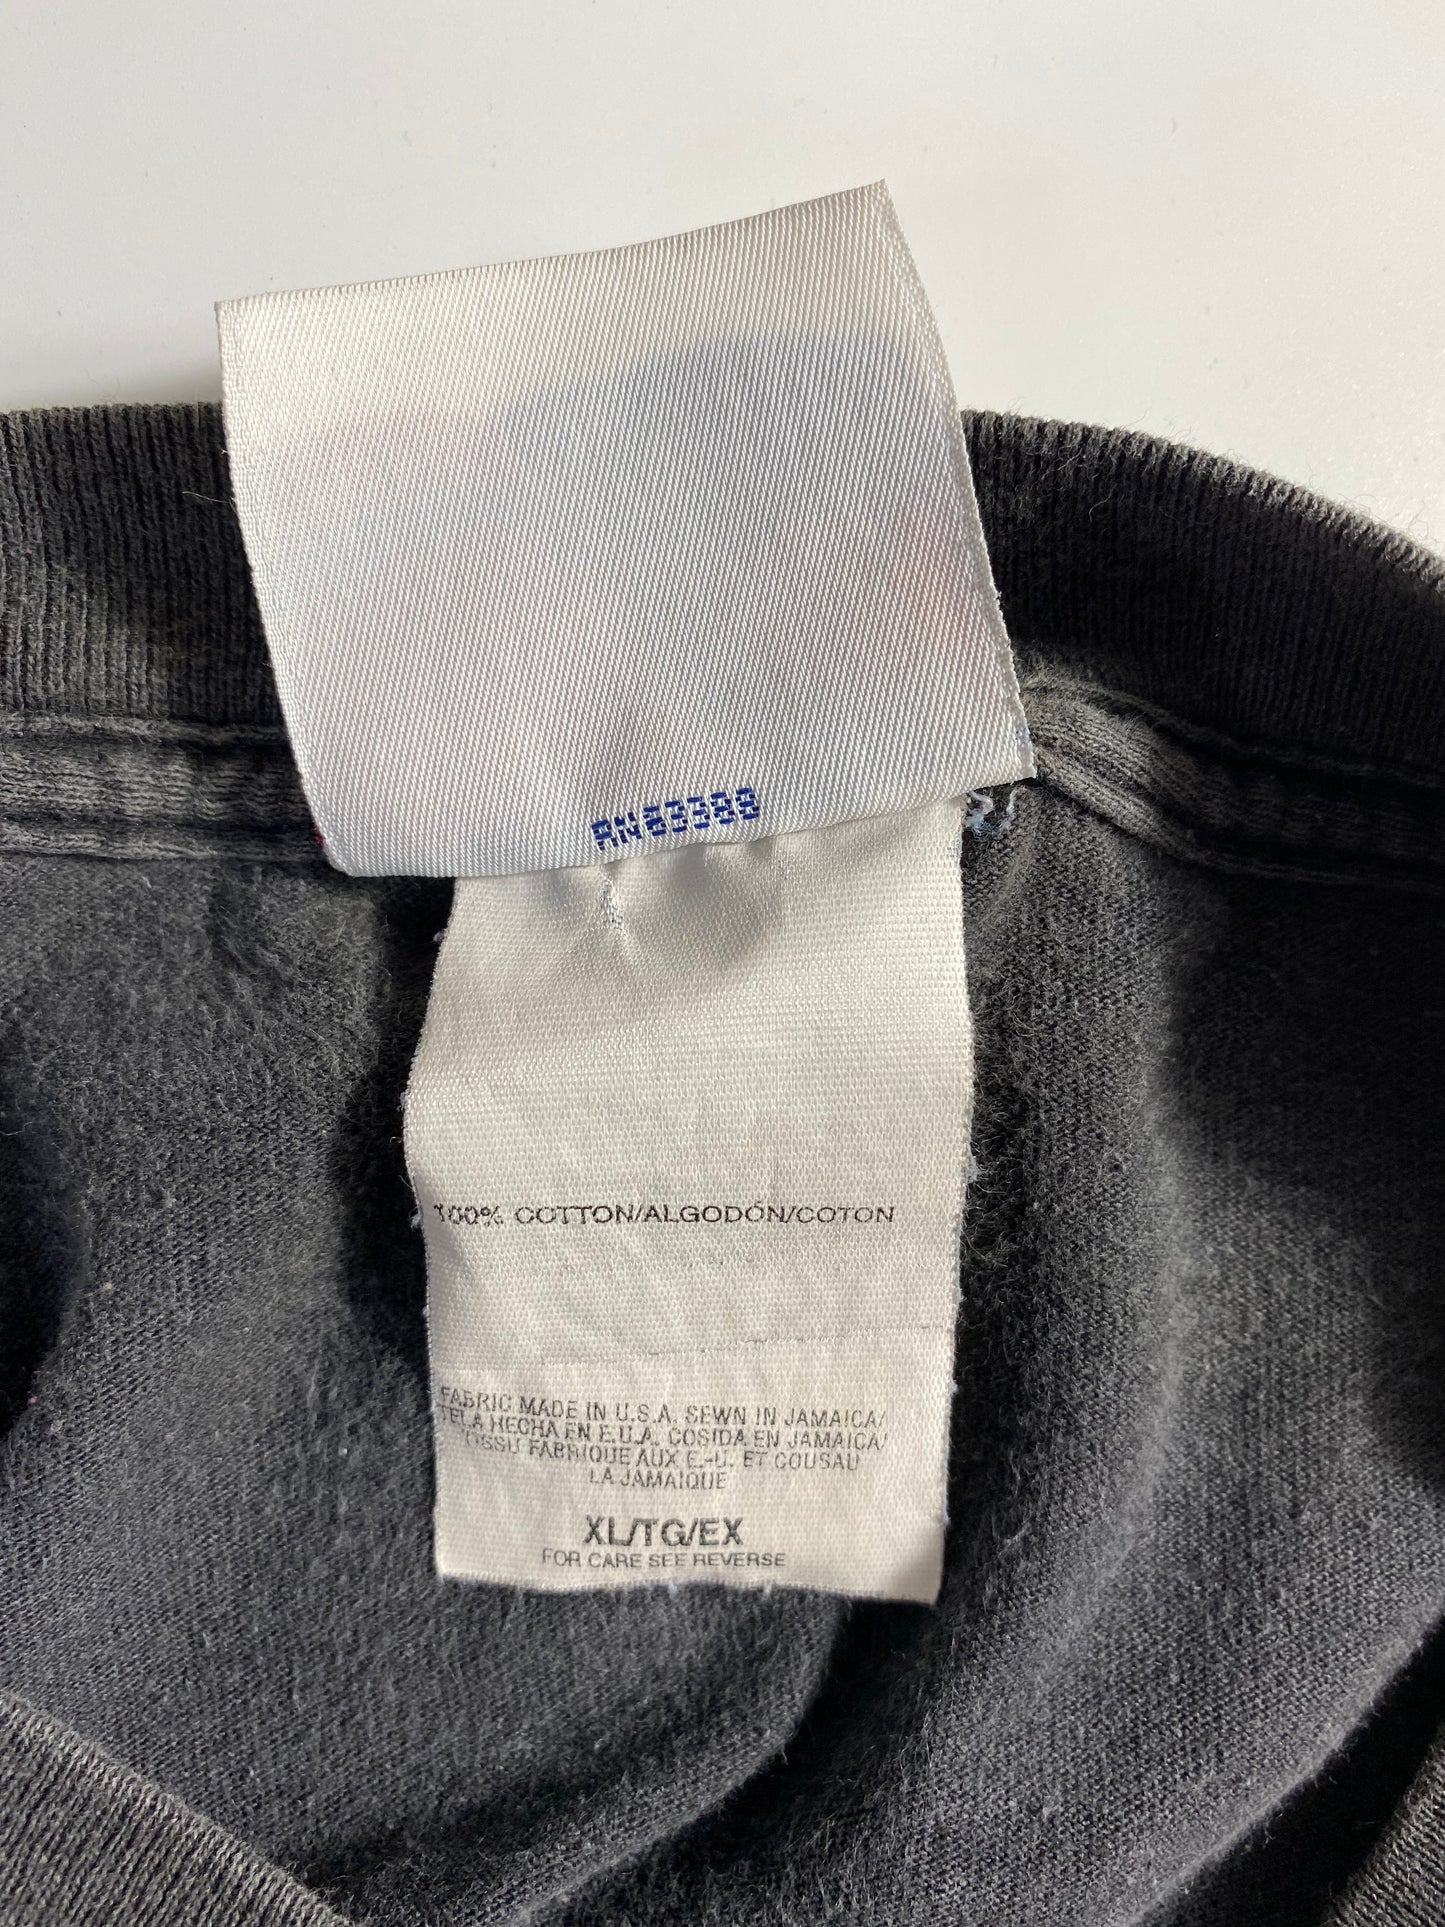 RN83388
100% COTTON/ALGODÓN/COTON
FABRIC MADE IN U.S.A. SEWN IN JAMAICA/
TELA HECHA EN E.U.A. COSIDA EN JAMAICA/
TISSU FABRIQUE AUX E.-U. ET COUSAU
LA JAMAIQUE
XL/TG/EX
FOR CARE SEE REVERSE